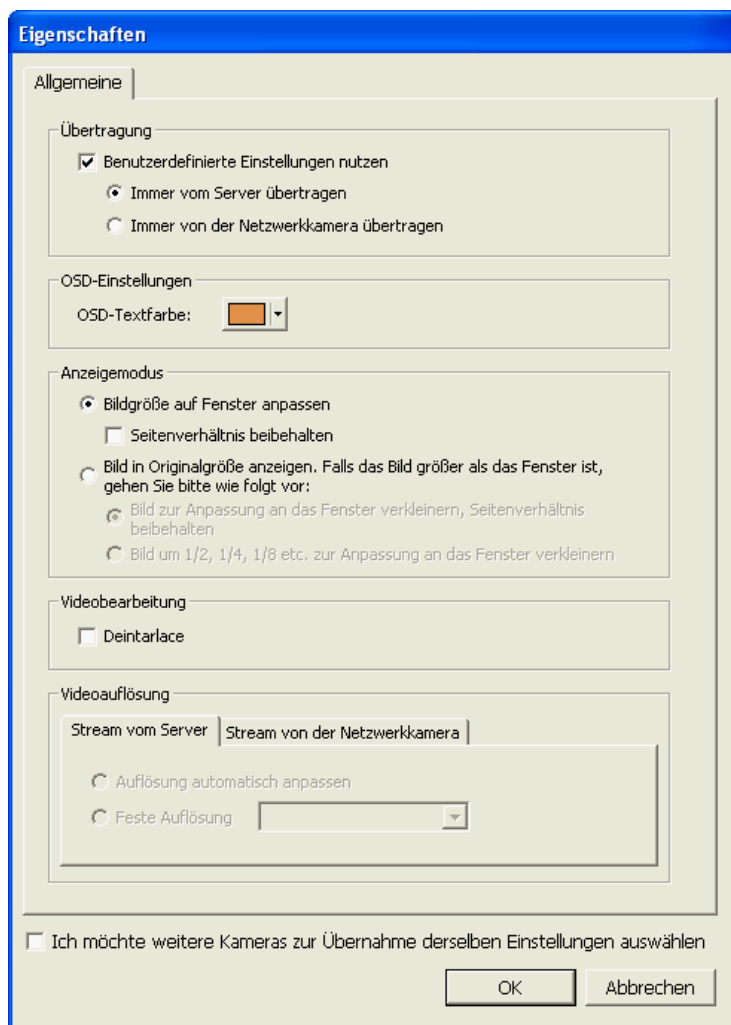 Eigenschaften
Allgemeine
Übertragung
Benutzerdefinierte Einstellungen nutzen
Immer vom Server übertragen
Immer von der Netzwerkkamera übertragen
OSD-Einstellungen
OSD-Textfarbe:
Anzeigemodus
Bildgröße auf Fenster anpassen
Seitenverhältnis beibehalten
Bild in Originalgröße anzeigen. Falls das Bild größer als das Fenster ist,
gehen Sie bitte wie folgt vor:
Bild zur Anpassung an das Fenster verkleinern, Seitenverhältnis
beibehalten
Bild um 1/2, 1/4, 1/8 etc. zur Anpassung an das Fenster verkleinern
Videobearbeitung
Deintarlace
Videoauflösung
Stream vom Server
Stream von der Netzwerkkamera
Auflösung automatisch anpassen
Feste Auflösung
Ich möchte weitere Kameras zur Übernahme derselben Einstellungen auswählen
OK
Abbrechen